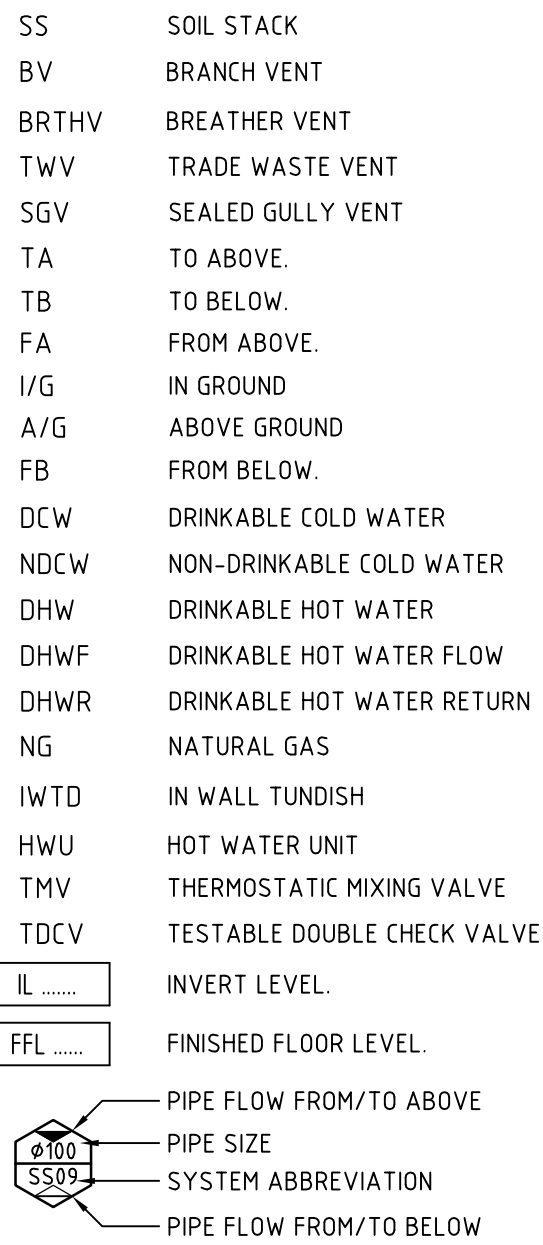 SS SOIL STACK
BV BRANCH VENT
BRTHV BREATHER VENT
TWV TRADE WASTE VENT
SGV SEALED GULLY VENT
TA TO ABOVE.
TB TO BELOW.
FA FROM ABOVE.
I/G IN GROUND
A/G ABOVE GROUND
FB FROM BELOW.
DCW DRINKABLE COLD WATER
NDCW NON-DRINKABLE COLD WATER
DHW DRINKABLE HOT WATER
DHWF DRINKABLE HOT WATER FLOW
DHWR DRINKABLE HOT WATER RETURN
NG NATURAL GAS
IWTD IN WALL TUNDISH
HWU HOT WATER UNIT
TMV THERMOSTATIC MIXING VALVE
TDCV TESTABLE DOUBLE CHECK VALVE
IL ....... INVERT LEVEL.
FFL ...... FINISHED FLOOR LEVEL.
PIPE FLOW FROM/TO ABOVE
ø100 PIPE SIZE
SS09 SYSTEM ABBREVIATION
PIPE FLOW FROM/TO BELOW